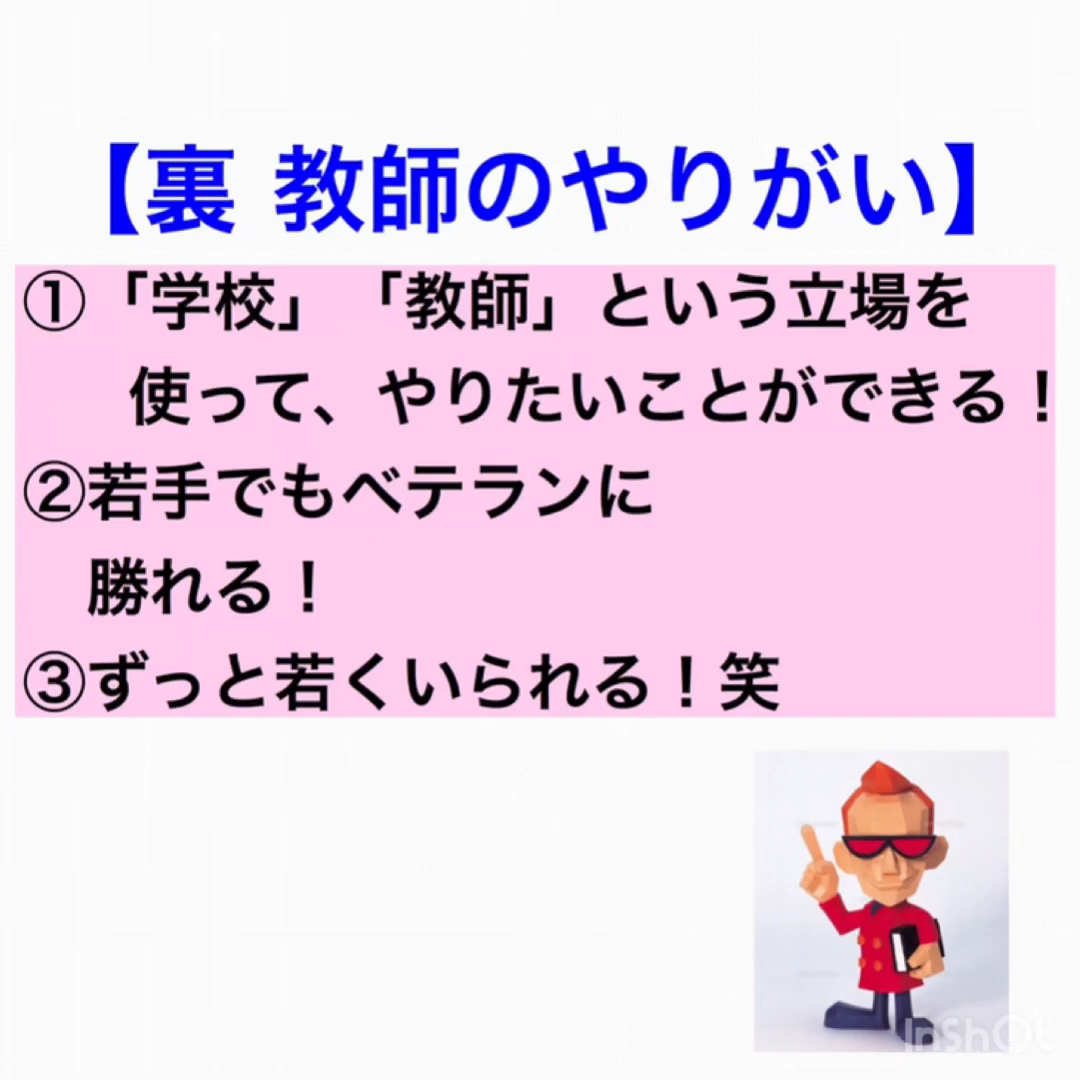 【裏 教師のやりがい】
①「学校」「教師」という立場を
使って、やりたいことができる！
②若手でもベテランに
勝れる！
③ずっと若くいられる！笑
InShOt